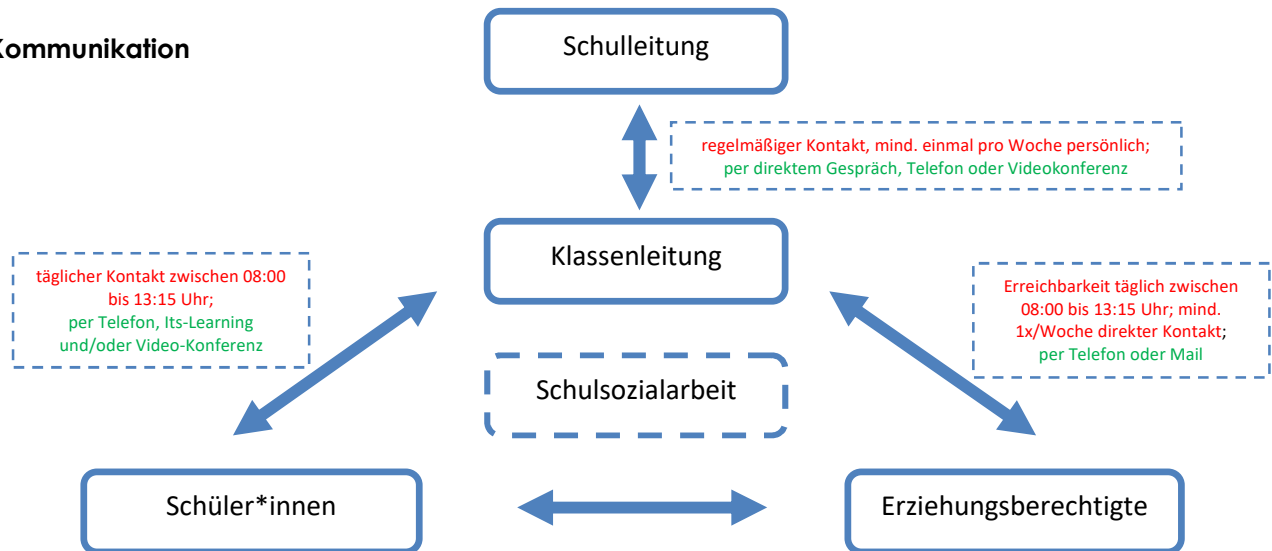 Kommunikation
Schulleitung
regelmäßiger Kontakt, mind. einmal pro Woche persönlich;
per direktem Gespräch, Telefon oder Videokonferenz
Klassenleitung
täglicher Kontakt zwischen 08:00
bis 13:15 Uhr;
per Telefon, Its-Learning
und/oder Video-Konferenz
Erreichbarkeit täglich zwischen
08:00 bis 13:15 Uhr; mind.
1x/Woche direkter Kontakt;
per Telefon oder Mail
Schulsozialarbeit
Schüler*innen
Erziehungsberechtigte